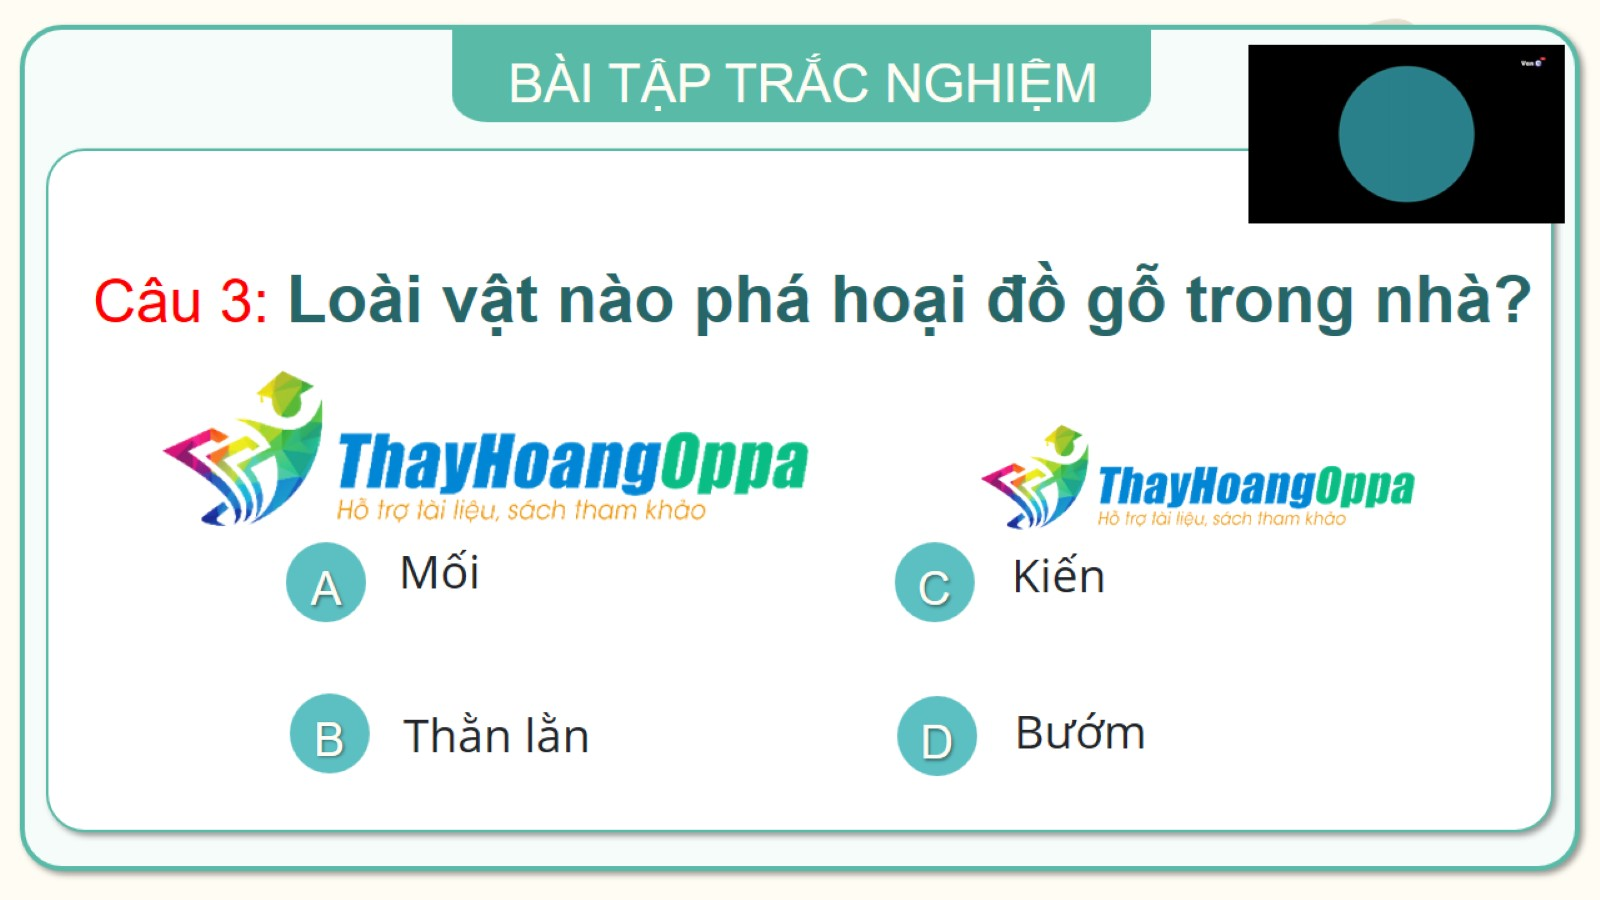 BÀI TẬP TRẮC NGHIỆM
Câu 3: Loài vật nào phá hoại đồ gỗ trong nhà?
ThayHoangOppa
Hỗ trợ tài liệu, sách tham khảo
ThayHoangOppa
Hỗ trợ tài liệu, sách tham khảo
A Mối
C Kiến
B Thằn lằn
D Bướm